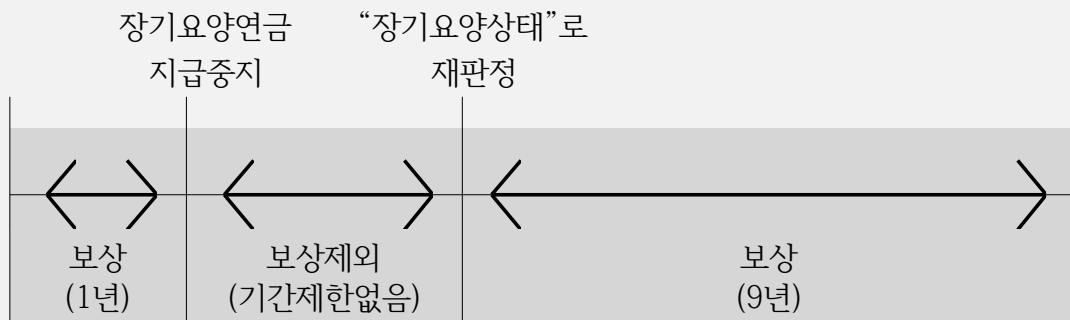 장기요양연금
지급중지
“장기요양상태”로
재판정
보상
(1년)
보상제외
(기간제한없음)
보상
(9년)